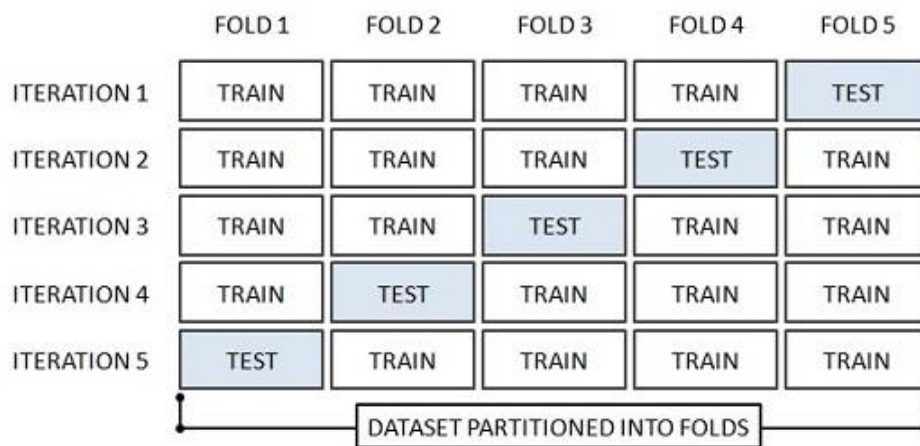 FOLD 1 FOLD 2 FOLD 3 FOLD 4 FOLD 5
ITERATION 1 TRAIN TRAIN TRAIN TRAIN TEST
ITERATION 2 TRAIN TRAIN TRAIN TEST TRAIN
ITERATION 3 TRAIN TRAIN TEST TRAIN TRAIN
ITERATION 4 TRAIN TEST TRAIN TRAIN TRAIN
ITERATION 5 TEST TRAIN TRAIN TRAIN TRAIN
DATASET PARTITIONED INTO FOLDS